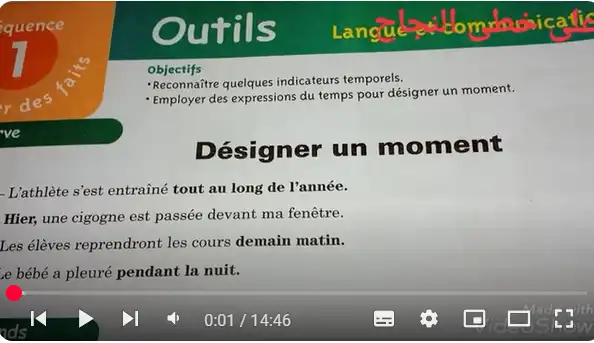 équence
1
r des faits
Outils
Langue et communicatio
على خطى النجاح
Objectifs
• Reconnaître quelques indicateurs temporels.
• Employer des expressions du temps pour désigner un moment.
rve
Désigner un moment
- L'athlète s'est entraîné tout au long de l'année.
Hier, une cigogne est passée devant ma fenêtre.
Les élèves reprendront les cours demain matin.
Le bébé a pleuré pendant la nuit.
0:01 / 14:46
Made with
VideoShow
nds